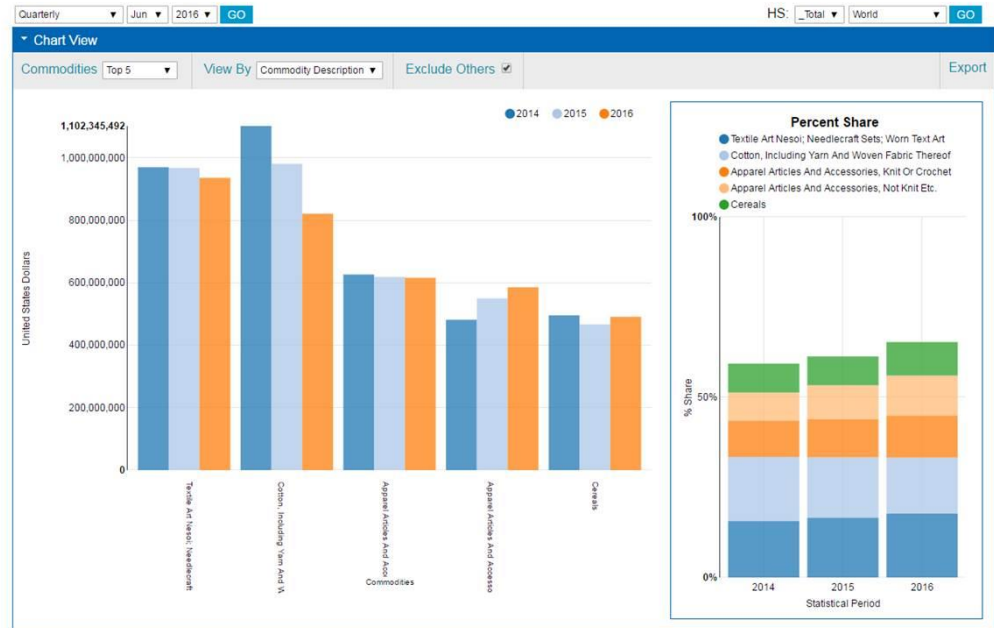 Quarterly Jun 2016 GO HS: _Total World GO
Chart View
Commodities Top 5 View By Commodity Description Exclude Others Export
2014 2015 2016
1,102,345,492
1,000,000,000
800,000,000
600,000,000
400,000,000
200,000,000
0
United States Dollars
Textile Art Nesoi; Needlecraft
Cotton, Including Yarn And W
Apparel Articles And Acce
Apparel Articles And Accesso
Cereals
Commodities
Percent Share
Textile Art Nesoi; Needlecraft Sets; Worn Text Art
Cotton, Including Yarn And Woven Fabric Thereof
Apparel Articles And Accessories, Knit Or Crochet
Apparel Articles And Accessories, Not Knit Etc.
Cereals
100%
50%
0%
% Share
2014 2015 2016
Statistical Period